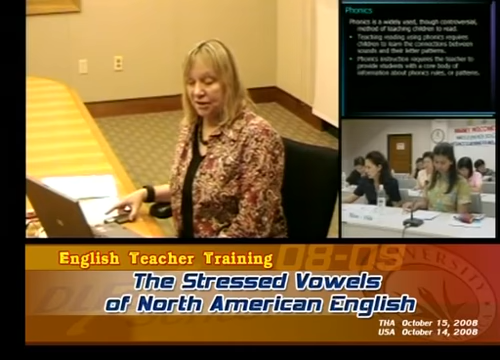 Phonics
Phonics is a widely used, though controversial,
method of teaching children to read.
Teaching reading using phonics requires
children to learn the connections between
sounds and their letter patterns.
Phonics instruction requires the teacher to
provide students with a core body of
information about phonics rules, or patterns.
English Teacher Training
08-09
The Stressed Vowels
of North American English
THA October 15, 2008
USA October 14, 2008